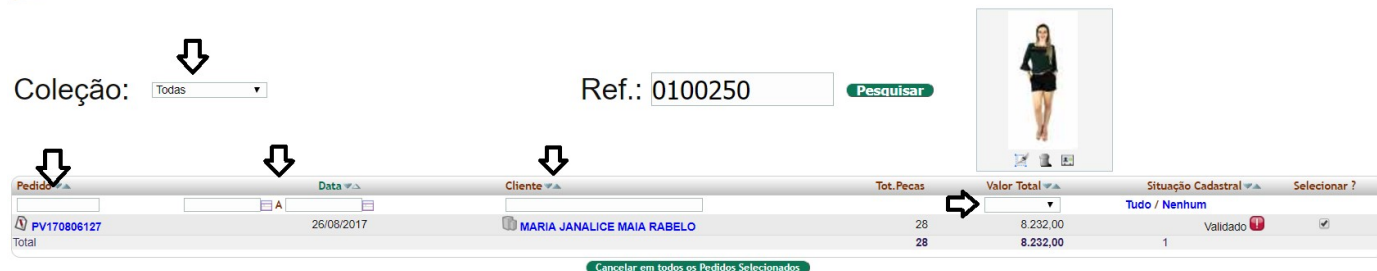 Coleção: Todas Ref.: 0100250 Pesquisar
Pedido Data Cliente Tot.Pecas Valor Total Situação Cadastral Selecionar ?
A Tudo / Nenhum
PV170806127 26/08/2017 MARIA JANALICE MAIA RABELO 28 8.232,00 Validado
Total 28 8.232,00 1
Cancelar em todos os Pedidos Selecionados